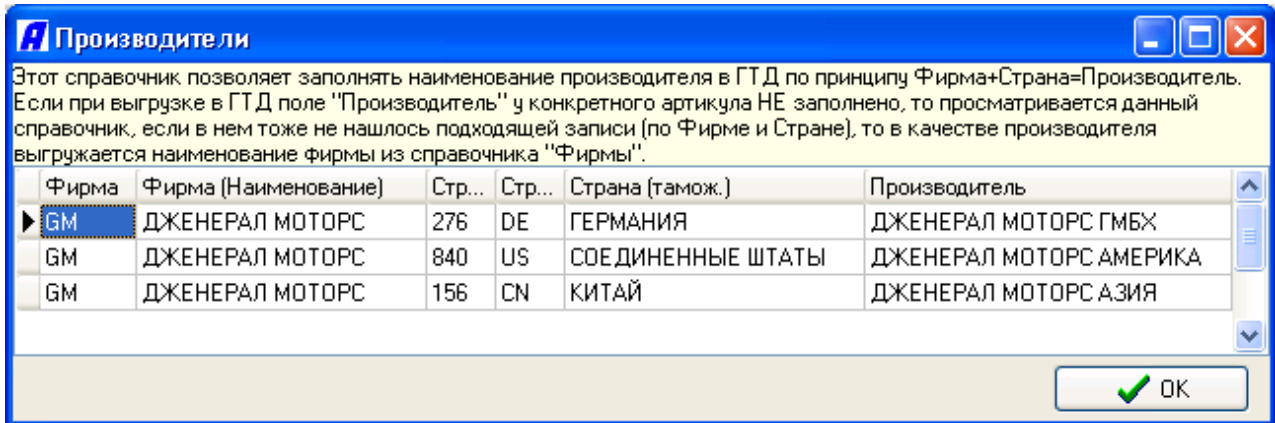 Производители
Этот справочник позволяет заполнять наименование производителя в ГТД по принципу Фирма+Страна=Производитель.
Если при выгрузке в ГТД поле "Производитель" у конкретного артикула НЕ заполнено, то просматривается данный
справочник, если в нем тоже не нашлось подходящей записи (по Фирме и Стране), то в качестве производителя
выгружается наименование фирмы из справочника "Фирмы".
Фирма Фирма (Наименование) Стр... Стр... Страна (тамож.) Производитель
GM ДЖЕНЕРАЛ МОТОРС 276 DE ГЕРМАНИЯ ДЖЕНЕРАЛ МОТОРС ГМБХ
GM ДЖЕНЕРАЛ МОТОРС 840 US СОЕДИНЕННЫЕ ШТАТЫ ДЖЕНЕРАЛ МОТОРС АМЕРИКА
GM ДЖЕНЕРАЛ МОТОРС 156 CN КИТАЙ ДЖЕНЕРАЛ МОТОРС АЗИЯ
OK